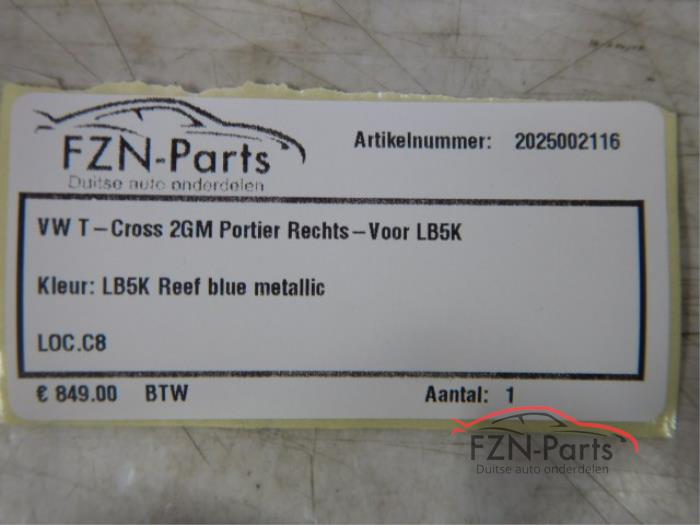 FZN-Parts
Duitse auto onderdelen
Artikelnummer: 2025002116
VW T-Cross 2GM Portier Rechts-Voor LB5K
Kleur: LB5K Reef blue metallic
LOC.C8
€ 849.00 BTW Aantal: 1
FZN-Parts
Duitse auto onderdelen